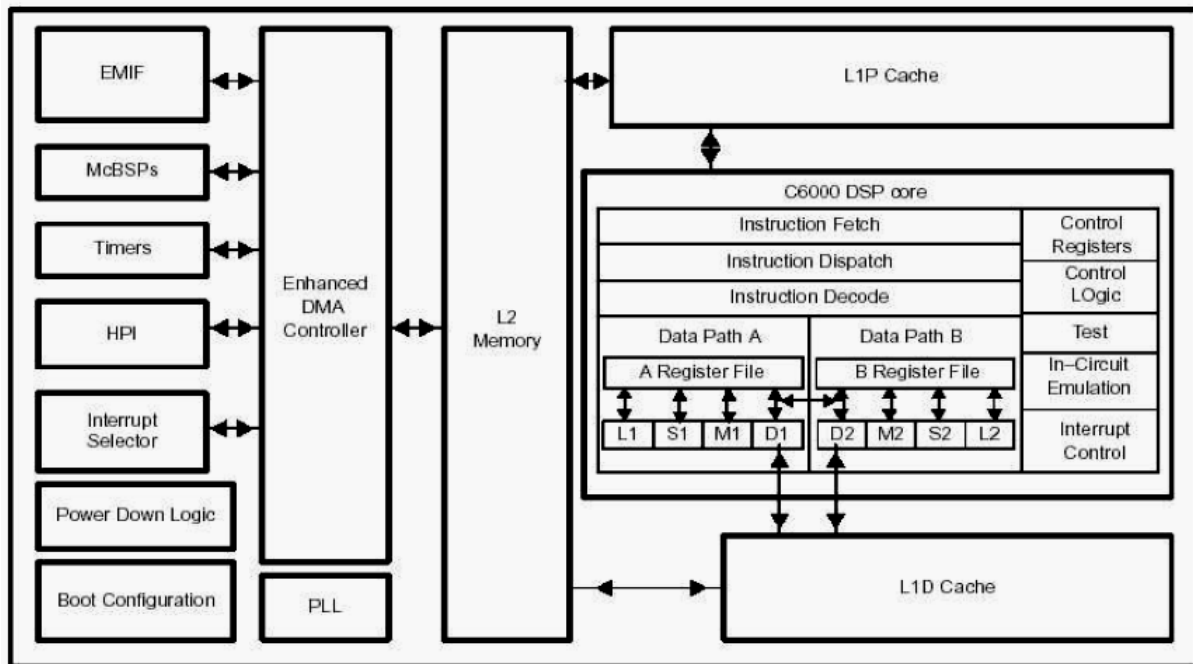 EMIF
McBSPs
Timers
HPI
Interrupt
Selector
Power Down Logic
Boot Configuration
Enhanced
DMA
Controller
PLL
L2
Memory
L1P Cache
C6000 DSP core
Instruction Fetch
Instruction Dispatch
Instruction Decode
Data Path A
Data Path B
A Register File
B Register File
L1 S1 M1 D1
D2 M2 S2 L2
Control
Registers
Control
LOgic
Test
In–Circuit
Emulation
Interrupt
Control
L1D Cache